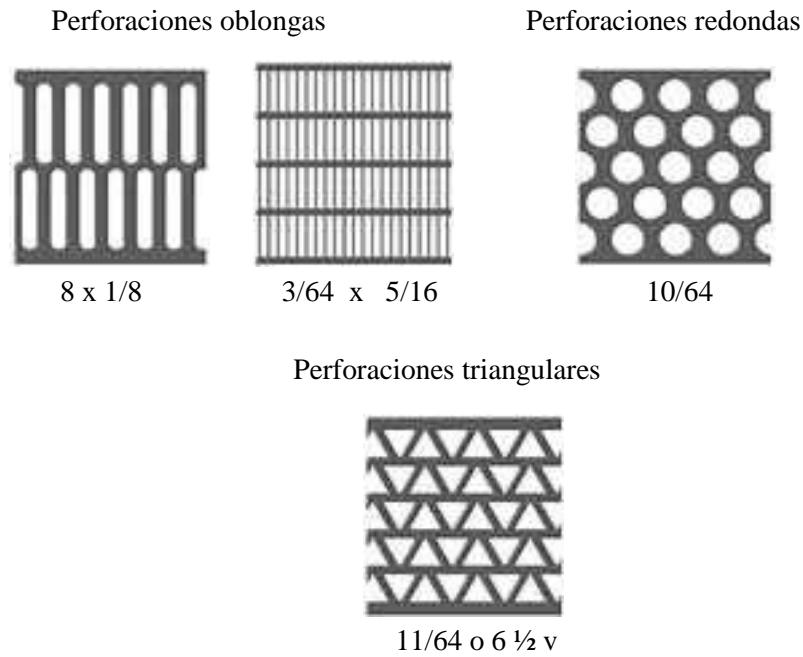 Perforaciones oblongas Perforaciones redondas
8 x 1/8 3/64 x 5/16 10/64
Perforaciones triangulares
11/64 o 6 ½ v